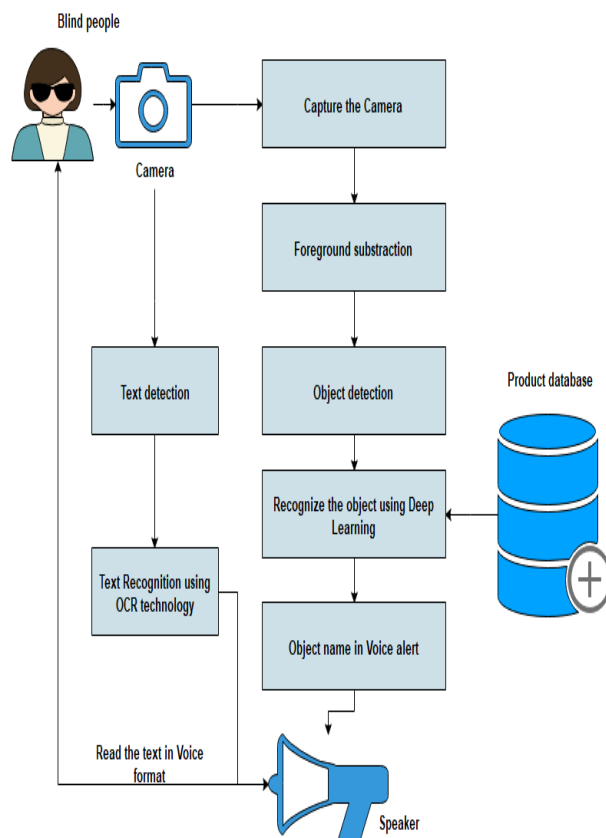 Blind people
Camera
Capture the Camera
Foreground substraction
Text detection
Object detection
Product database
Recognize the object using Deep
Learning
Text Recognition using
OCR technology
Object name in Voice alert
Read the text in Voice
format
Speaker